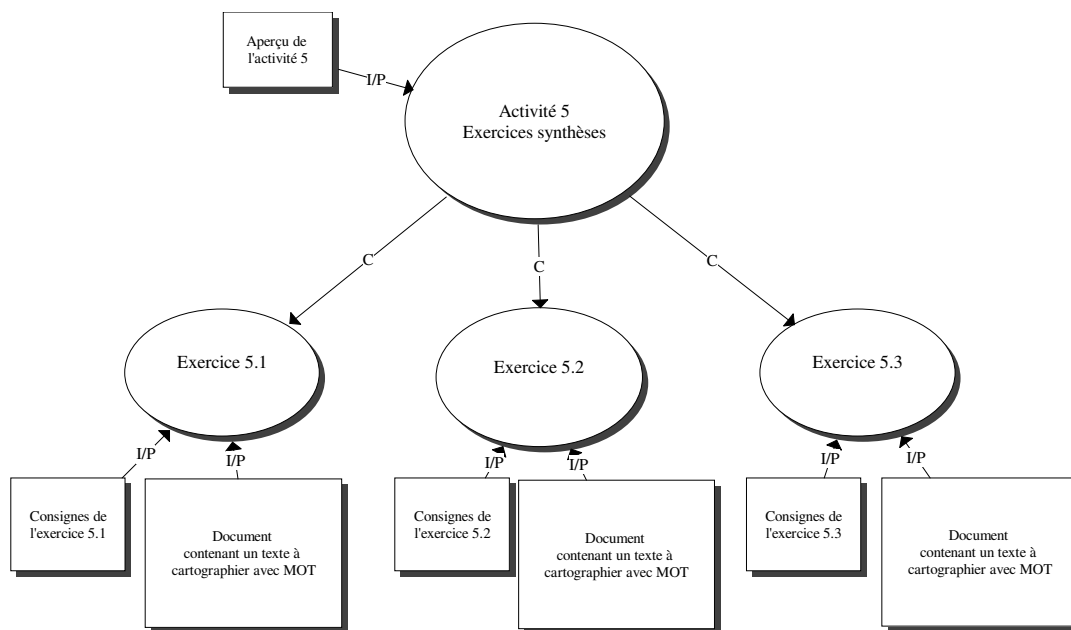 Aperçu de
l'activité 5
I/P
Activité 5
Exercices synthèses
C
C
C
Exercice 5.1
Exercice 5.2
Exercice 5.3
I/P
I/P
I/P
I/P
I/P
I/P
Consignes de
l'exercice 5.1
Document
contenant un texte à
cartographier avec MOT
Consignes de
l'exercice 5.2
Document
contenant un texte à
cartographier avec MOT
Consignes de
l'exercice 5.3
Document
contenant un texte à
cartographier avec MOT